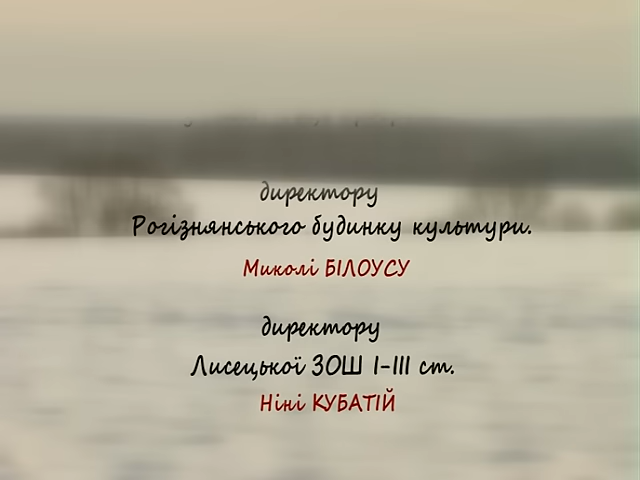 директору
Рогізнянського будинку культури.
Миколі БІЛОУСУ
директору
Лисецької ЗОШ І-ІІІ ст.
Ніні КУБАТІЙ